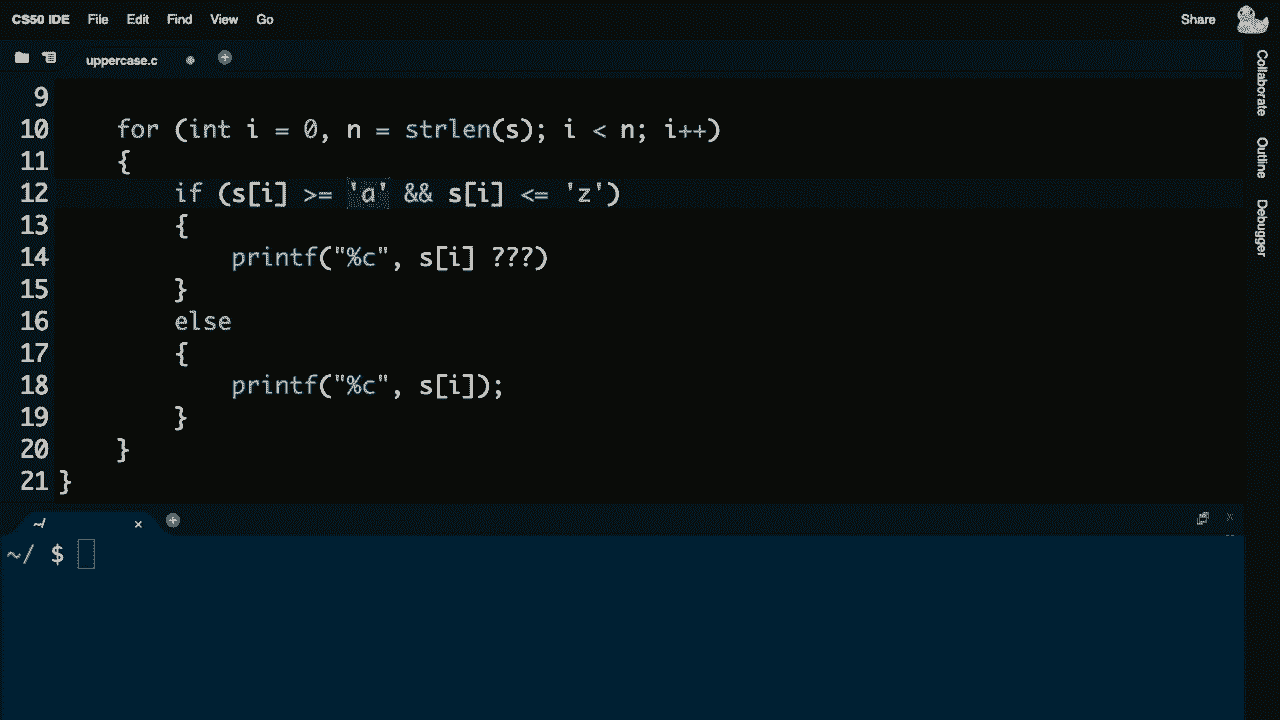 CS50 IDE File Edit Find View Go Share
uppercase.c
9
10 for (int i = 0, n = strlen(s); i < n; i++)
11 {
12 if (s[i] >= 'a' && s[i] <= 'z')
13 {
14 printf("%c", s[i] ???)
15 }
16 else
17 {
18 printf("%c", s[i]);
19 }
20 }
21 }
~/
~/ $
Collaborate
Outline
Debugger